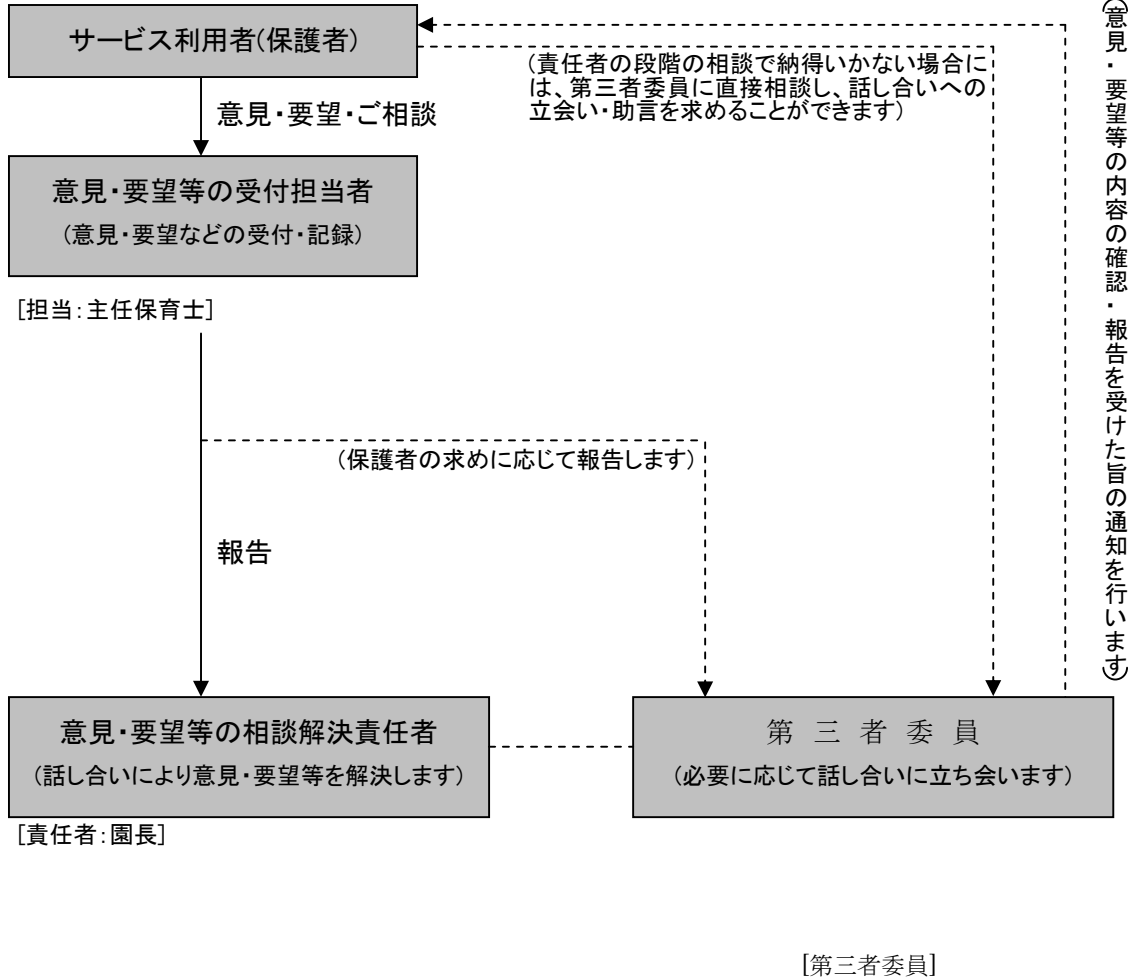 サービス利用者(保護者)
(責任者の段階の相談で納得いかない場合に
は、第三者委員に直接相談し、話し合いへの
立会い・助言を求めることができます)
意見・要望・ご相談
意見・要望等の受付担当者
(意見・要望などの受付・記録)
[担当:主任保育士]
(保護者の求めに応じて報告します)
報告
(意見・要望等の内容の確認・報告を受けた旨の通知を行います)
意見・要望等の相談解決責任者
(話し合いにより意見・要望等を解決します)
[責任者:園長]
第三者委員
(必要に応じて話し合いに立ち会います)
[第三者委員]